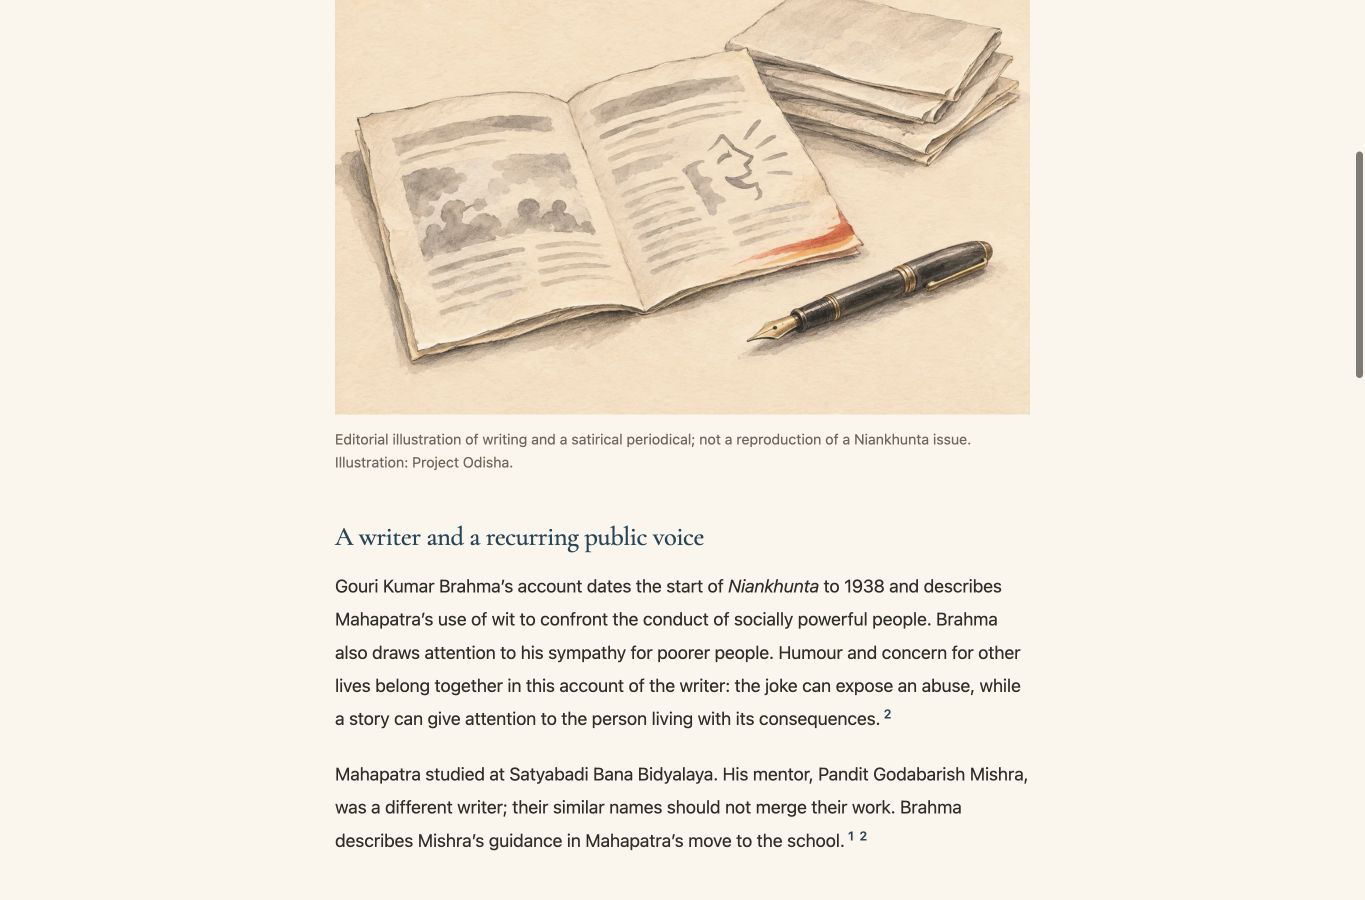 Editorial illustration of writing and a satirical periodical; not a reproduction of a Niankhunta issue.
Illustration: Project Odisha.
A writer and a recurring public voice
Gouri Kumar Brahma’s account dates the start of Niankhunta to 1938 and describes
Mahapatra’s use of wit to confront the conduct of socially powerful people. Brahma
also draws attention to his sympathy for poorer people. Humour and concern for other
lives belong together in this account of the writer: the joke can expose an abuse, while
a story can give attention to the person living with its consequences. 2
Mahapatra studied at Satyabadi Bana Bidyalaya. His mentor, Pandit Godabarish Mishra,
was a different writer; their similar names should not merge their work. Brahma
describes Mishra’s guidance in Mahapatra’s move to the school. 1 2